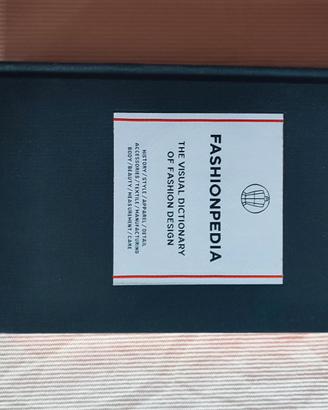 FASHIONPEDIA
THE VISUAL DICTIONARY
OF FASHION DESIGN
HISTORY / STYLE / APPAREL / DETAIL
ACCESSORIES / TEXTILE / MANUFACTURING
BODY / BEAUTY / MEASUREMENT / CARE